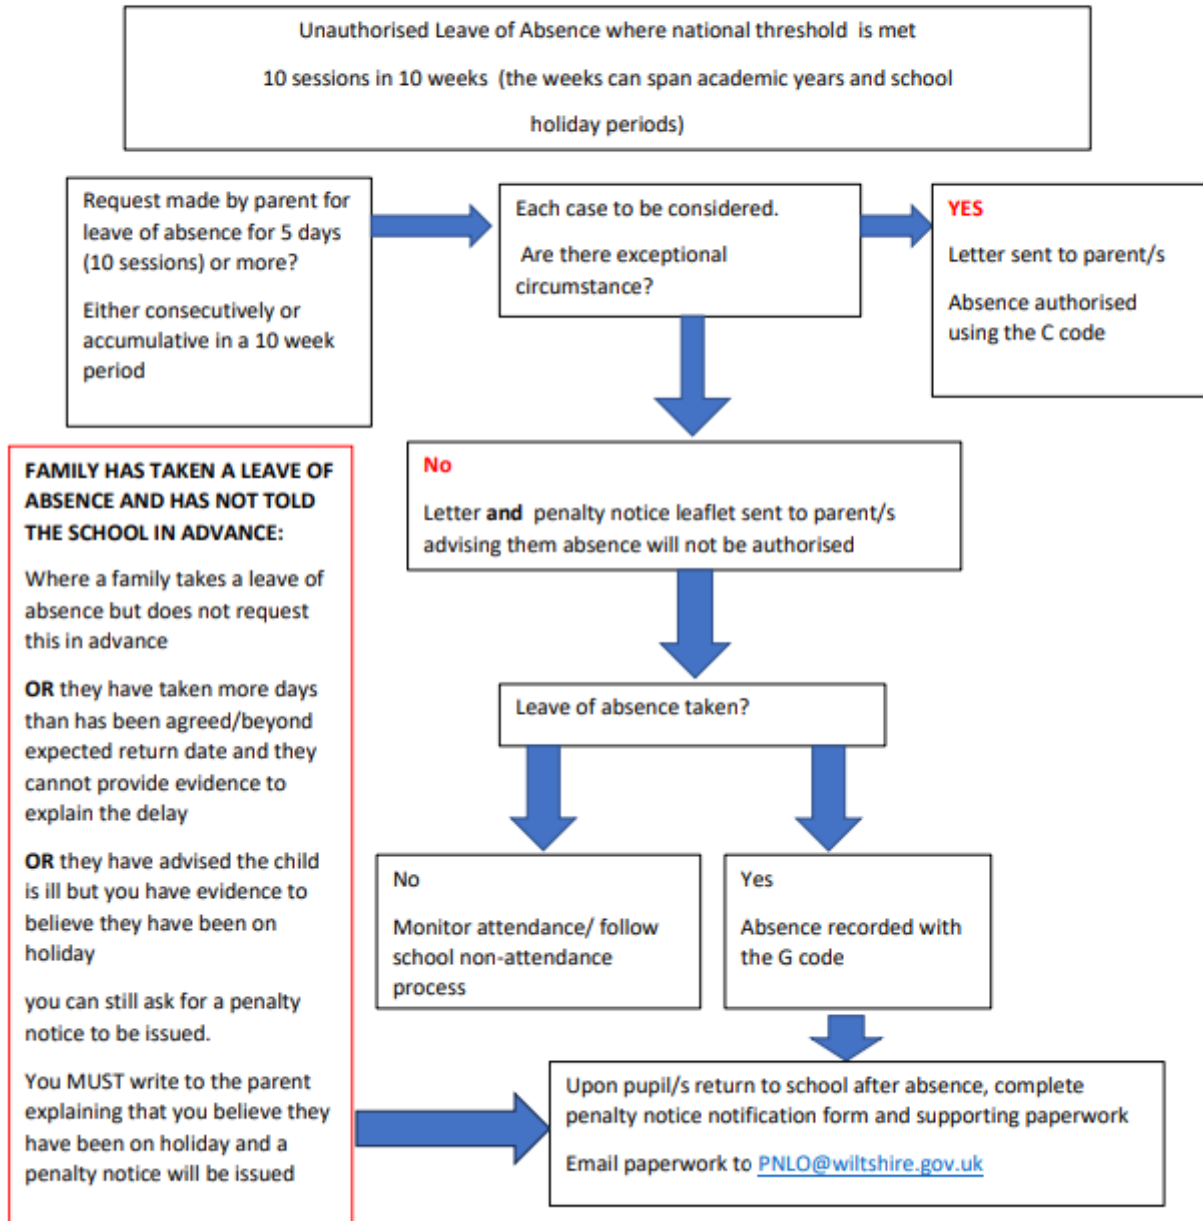 Unauthorised Leave of Absence where national threshold is met
10 sessions in 10 weeks (the weeks can span academic years and school
holiday periods)
Request made by parent for
leave of absence for 5 days
(10 sessions) or more?
Either consecutively or
accumulative in a 10 week
period
Each case to be considered.
Are there exceptional
circumstance?
YES
Letter sent to parent/s
Absence authorised
using the C code
No
Letter and penalty notice leaflet sent to parent/s
advising them absence will not be authorised
Leave of absence taken?
No
Monitor attendance/ follow
school non-attendance
process
Yes
Absence recorded with
the G code
FAMILY HAS TAKEN A LEAVE OF
ABSENCE AND HAS NOT TOLD
THE SCHOOL IN ADVANCE:
Where a family takes a leave of
absence but does not request
this in advance
OR they have taken more days
than has been agreed/beyond
expected return date and they
cannot provide evidence to
explain the delay
OR they have advised the child
is ill but you have evidence to
believe they have been on
holiday
you can still ask for a penalty
notice to be issued.
You MUST write to the parent
explaining that you believe they
have been on holiday and a
penalty notice will be issued
Upon pupil/s return to school after absence, complete
penalty notice notification form and supporting paperwork
Email paperwork to PNLO@wiltshire.gov.uk